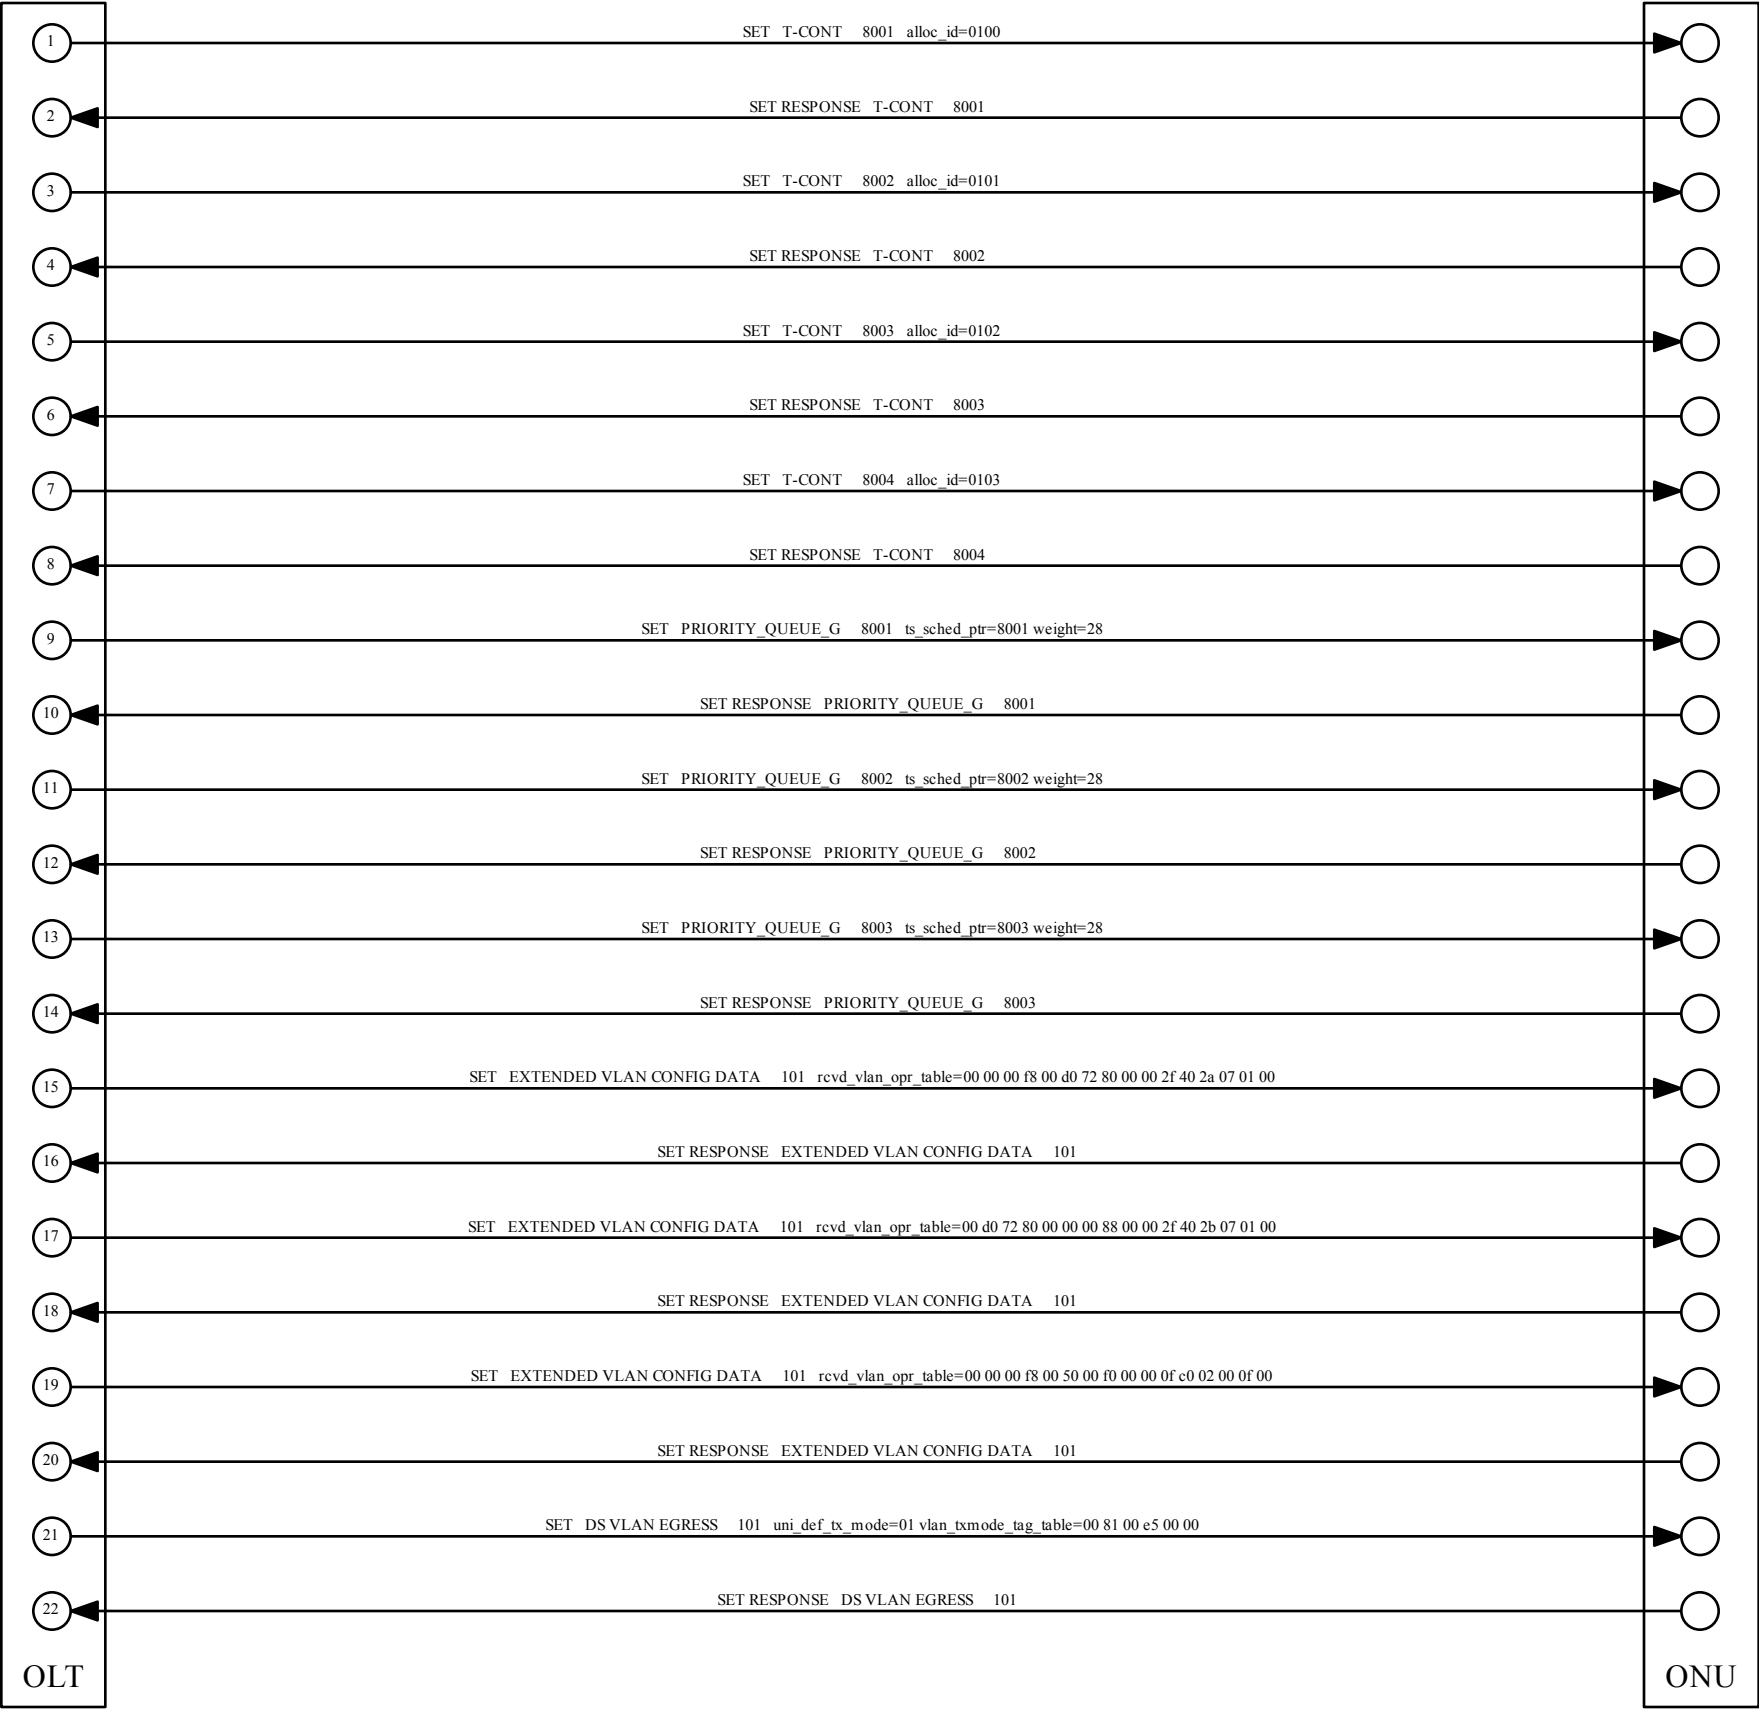 1 SET T-CONT 8001 alloc_id=0100
2 SET RESPONSE T-CONT 8001
3 SET T-CONT 8002 alloc_id=0101
4 SET RESPONSE T-CONT 8002
5 SET T-CONT 8003 alloc_id=0102
6 SET RESPONSE T-CONT 8003
7 SET T-CONT 8004 alloc_id=0103
8 SET RESPONSE T-CONT 8004
9 SET PRIORITY_QUEUE_G 8001 ts_sched_ptr=8001 weight=28
10 SET RESPONSE PRIORITY_QUEUE_G 8001
11 SET PRIORITY_QUEUE_G 8002 ts_sched_ptr=8002 weight=28
12 SET RESPONSE PRIORITY_QUEUE_G 8002
13 SET PRIORITY_QUEUE_G 8003 ts_sched_ptr=8003 weight=28
14 SET RESPONSE PRIORITY_QUEUE_G 8003
15 SET EXTENDED VLAN CONFIG DATA 101 rcvd_vlan_opr_table=00 00 00 f8 00 d0 72 80 00 00 2f 40 2a 07 01 00
16 SET RESPONSE EXTENDED VLAN CONFIG DATA 101
17 SET EXTENDED VLAN CONFIG DATA 101 rcvd_vlan_opr_table=00 d0 72 80 00 00 00 88 00 00 2f 40 2b 07 01 00
18 SET RESPONSE EXTENDED VLAN CONFIG DATA 101
19 SET EXTENDED VLAN CONFIG DATA 101 rcvd_vlan_opr_table=00 00 00 f8 00 50 00 f0 00 00 0f c0 02 00 0f 00
20 SET RESPONSE EXTENDED VLAN CONFIG DATA 101
21 SET DS VLAN EGRESS 101 uni_def_tx_mode=01 vlan_txmode_tag_table=00 81 00 e5 00 00
22 SET RESPONSE DS VLAN EGRESS 101
OLT ONU